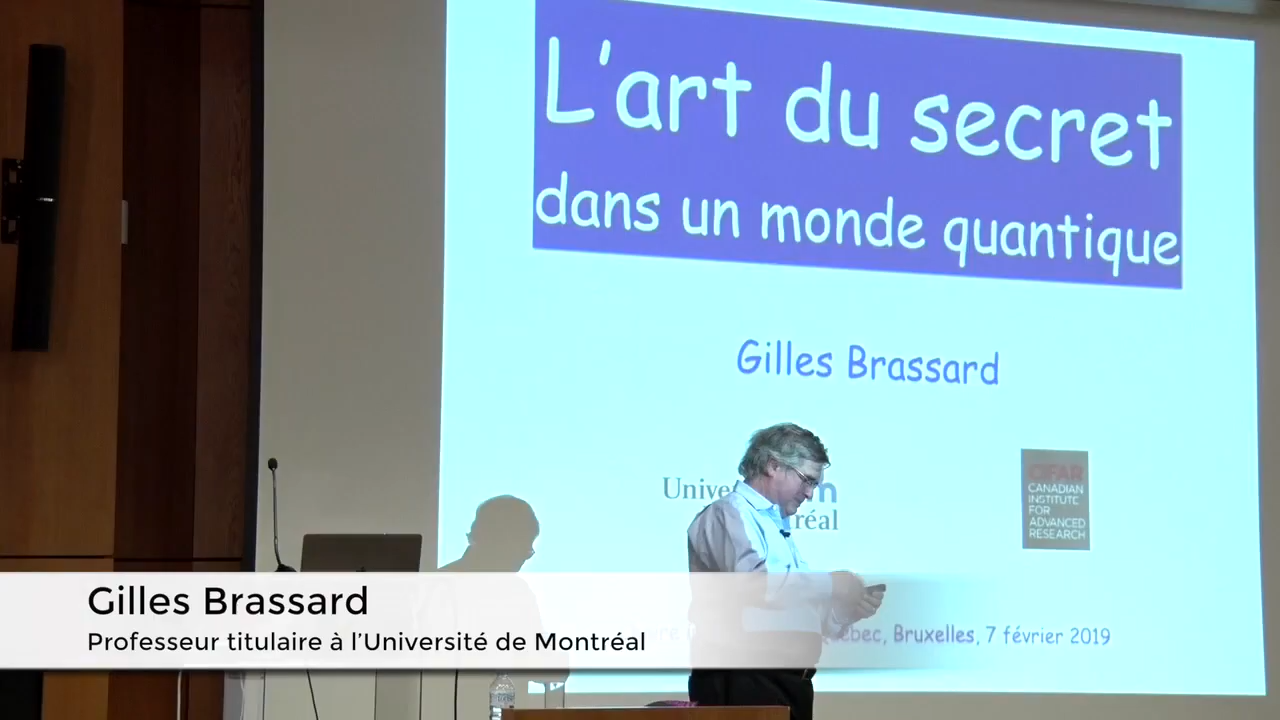 L'art du secret
dans un monde quantique
Gilles Brassard
réal
CIFAR
CANADIAN
INSTITUTE
FOR
ADVANCED
RESEARCH
Bruxelles, 7 février 2019
Gilles Brassard
Professeur titulaire à l'Université de Montréal